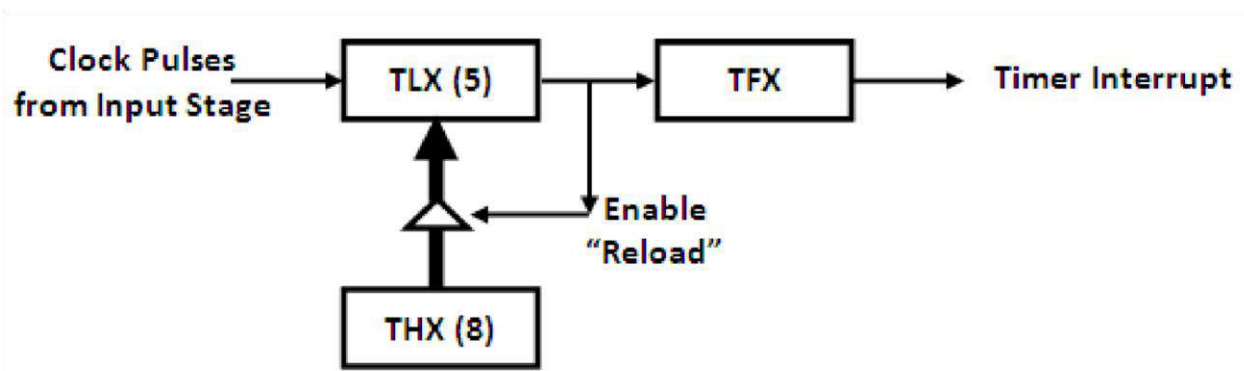 Clock Pulses
from Input Stage
TLX (5)
TFX
Timer Interrupt
Enable
“Reload”
THX (8)